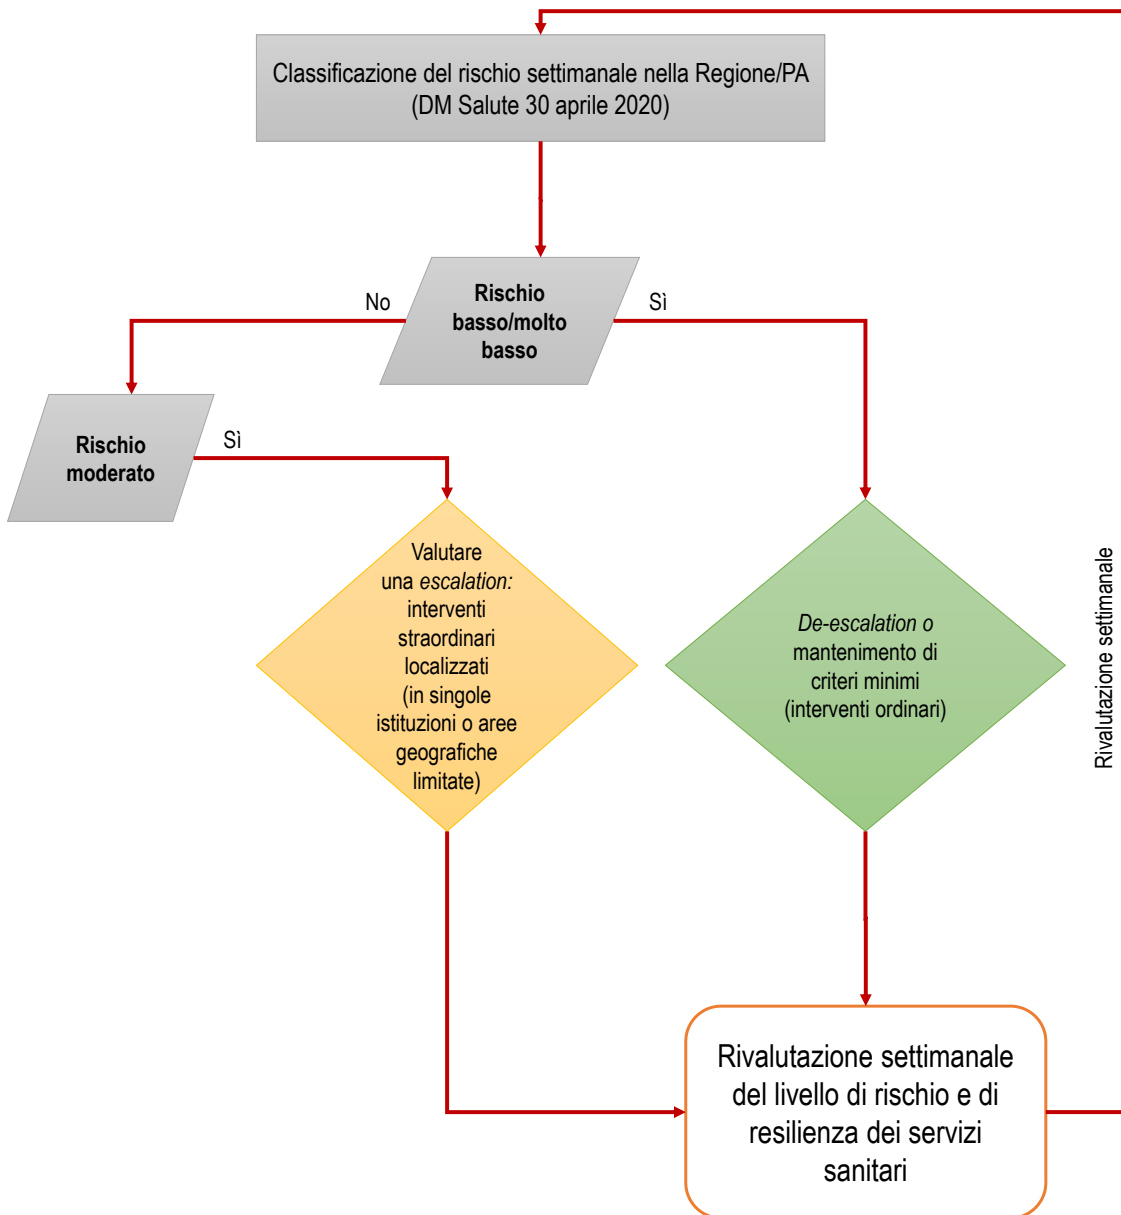 Classificazione del rischio settimanale nella Regione/PA
(DM Salute 30 aprile 2020)
Rischio
basso/molto
basso
No
Sì
Rischio
moderato
Sì
Valutare
una escalation:
interventi
straordinari
localizzati
(in singole
istituzioni o aree
geografiche
limitate)
De-escalation o
mantenimento di
criteri minimi
(interventi ordinari)
Rivalutazione settimanale
Rivalutazione settimanale
del livello di rischio e di
resilienza dei servizi
sanitari